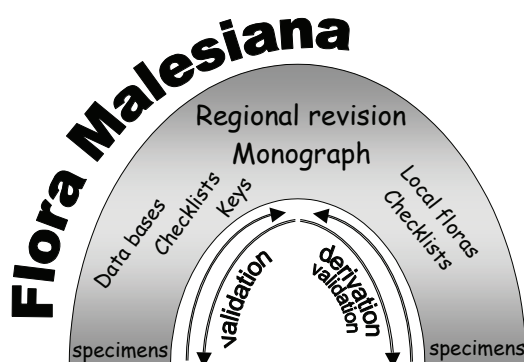 Flora Malesiana
Regional revision
Monograph
Data bases
Checklists
Keys
Local floras
Checklists
validation
derivation
validation
specimens
specimens